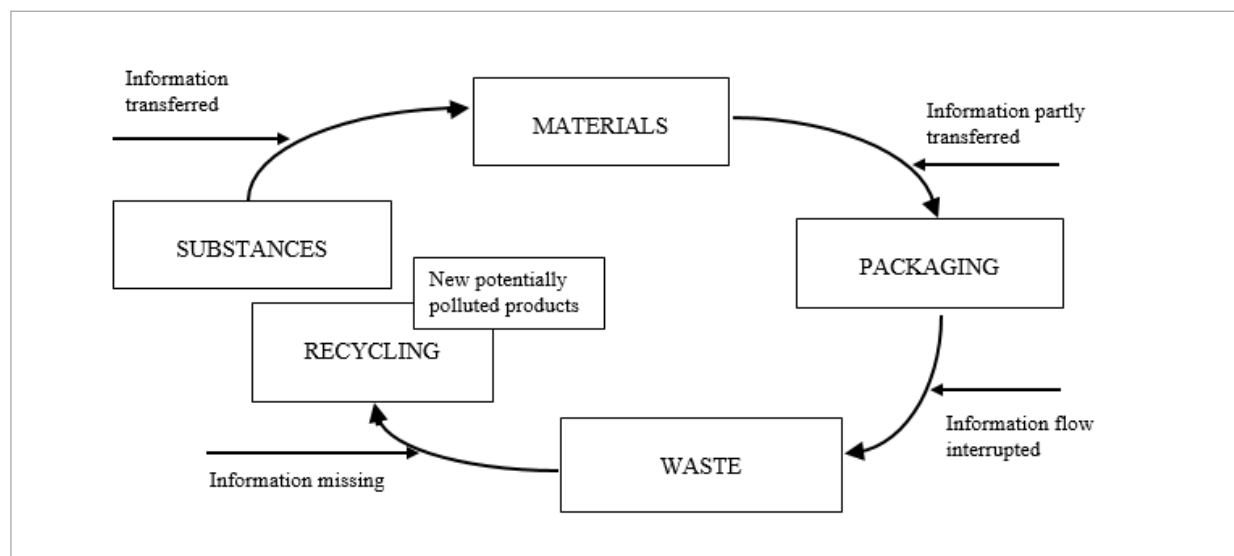 Information
transferred
MATERIALS
Information partly
transferred
SUBSTANCES
PACKAGING
New potentially
polluted products
RECYCLING
Information flow
interrupted
WASTE
Information missing